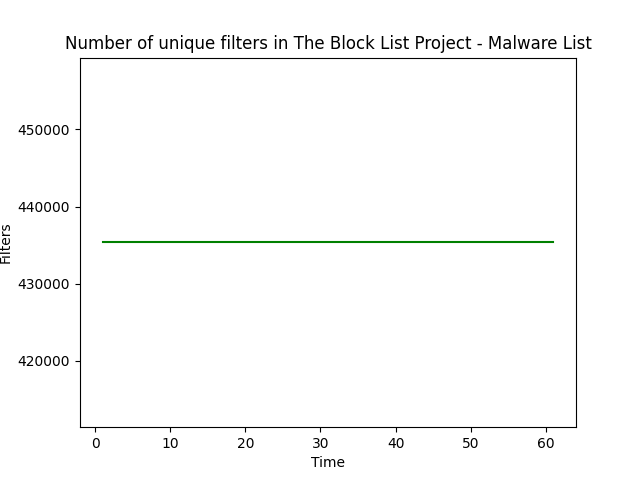 Number of unique filters in The Block List Project - Malware List
450000
440000
430000
420000
Filters
0 10 20 30 40 50 60
Time